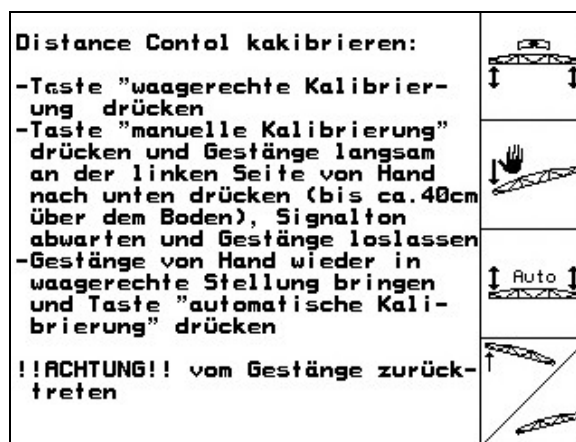 Distance Contol kakibrieren:
-Taste "waagerechte Kalibrier-
ung drücken
-Taste "manuelle Kalibrierung"
drücken und Gestänge langsam
an der linken Seite von Hand
nach unten drücken (bis ca.40cm
über dem Boden), Signalton
abwarten und Gestänge loslassen
-Gestänge von Hand wieder in
waagerechte Stellung bringen
und Taste "automatische Kali-
brierung" drücken
!!ACHTUNG!! vom Gestänge zurück-
treten
Auto